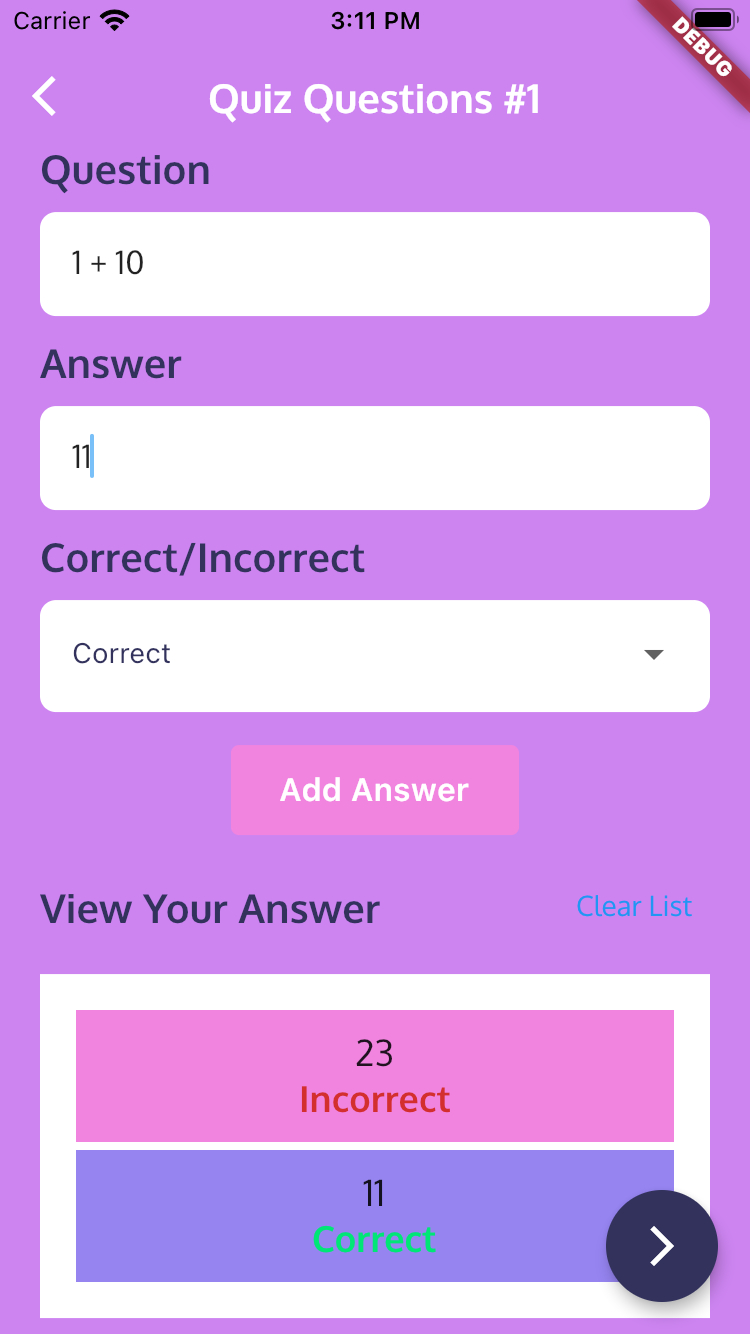 Carrier 3:11 PM
DEBUG
Quiz Questions #1
Question
1 + 10
Answer
11
Correct/Incorrect
Correct
Add Answer
View Your Answer Clear List
23
Incorrect
11
Correct